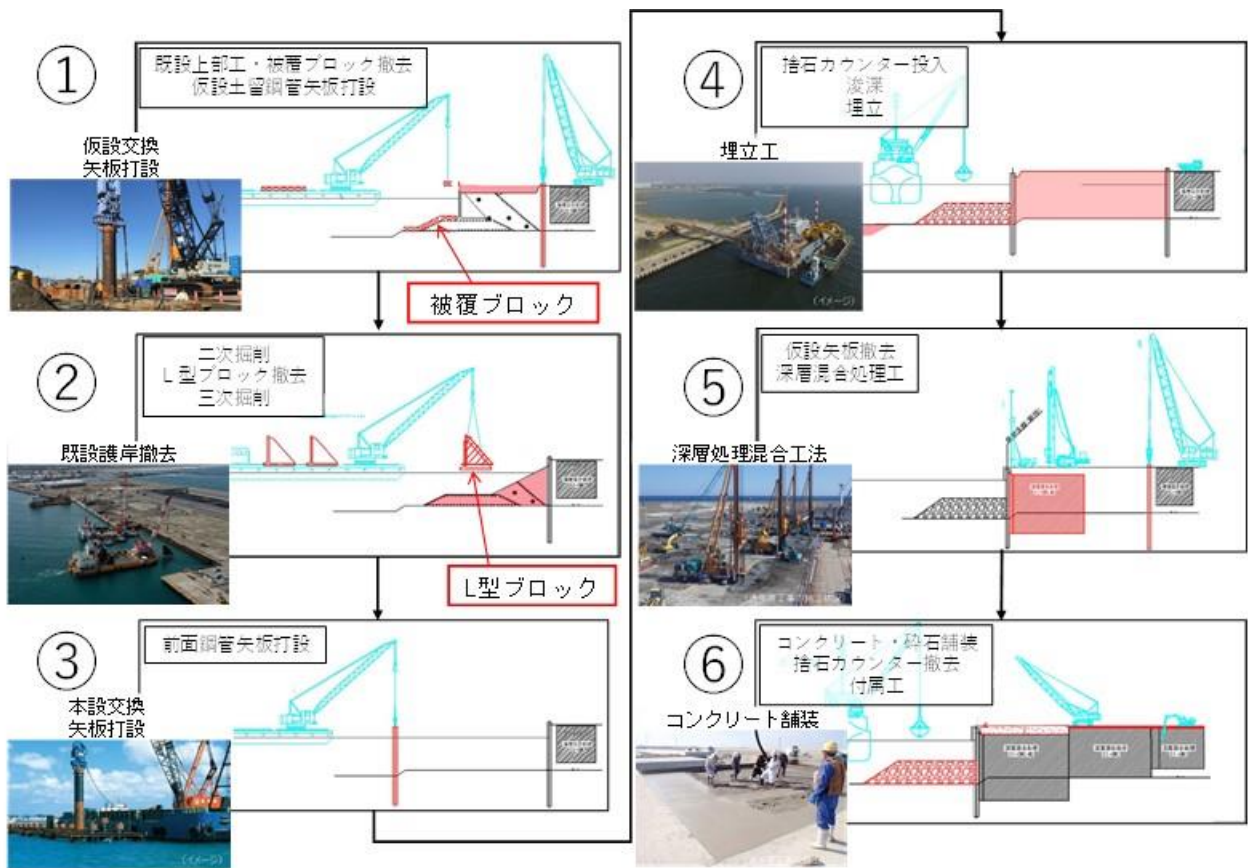 ①
既設上部工・被覆ブロック撤去
仮設土留鋼管矢板打設
仮設交換
矢板打設
被覆ブロック
②
二次掘削
L型ブロック撤去
三次掘削
既設護岸撤去
L型ブロック
③
前面鋼管矢板打設
本設交換
矢板打設
(イメージ)
④
捨石カウンター投入
浚渫
埋立
埋立工
(イメージ)
⑤
仮設矢板撤去
深層混合処理工
深層処理混合工法
⑥
コンクリート・砕石舗装
捨石カウンター撤去
付属工
コンクリート舗装